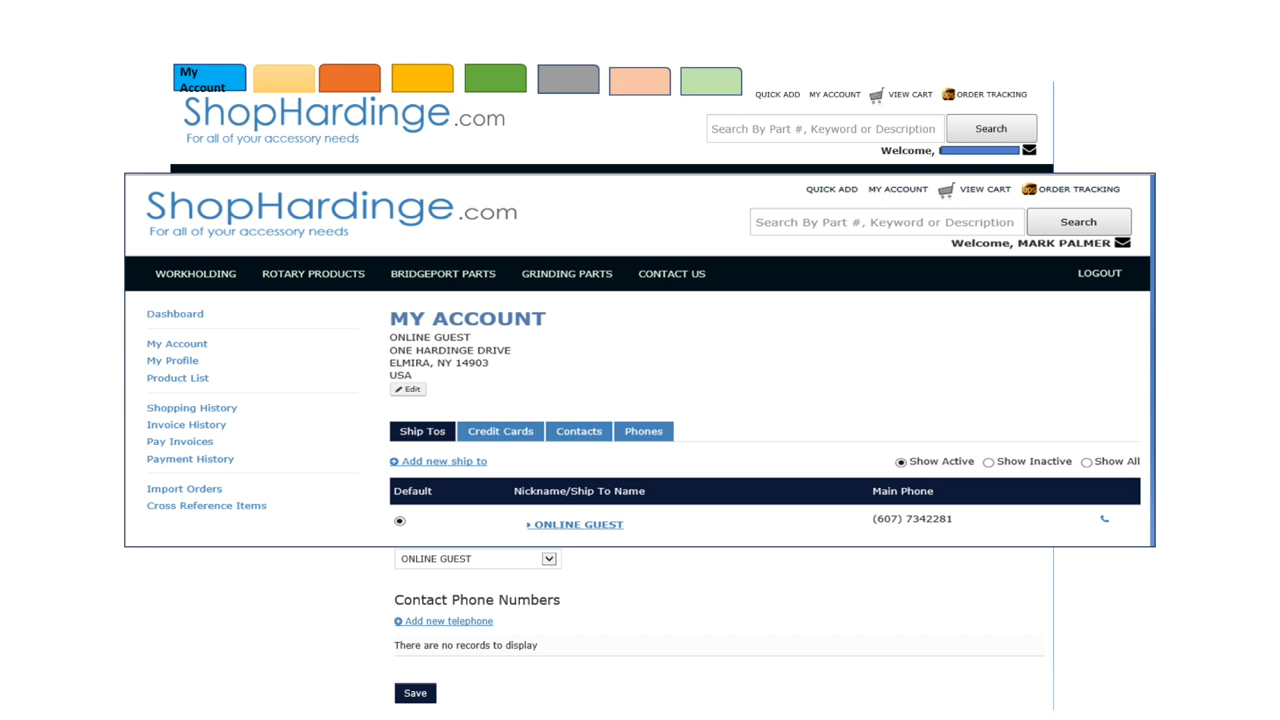 My
Account
ShopHardinge.com
For all of your accessory needs
QUICK ADD MY ACCOUNT VIEW CART ORDER TRACKING
Search By Part #, Keyword or Description Search
Welcome,
ShopHardinge.com
For all of your accessory needs
QUICK ADD MY ACCOUNT VIEW CART UPS ORDER TRACKING
Search By Part #, Keyword or Description Search
Welcome, MARK PALMER
WORKHOLDING ROTARY PRODUCTS BRIDGEPORT PARTS GRINDING PARTS CONTACT US LOGOUT
Dashboard
My Account
My Profile
Product List
Shopping History
Invoice History
Pay Invoices
Payment History
Import Orders
Cross Reference Items
MY ACCOUNT
ONLINE GUEST
ONE HARDINGE DRIVE
ELMIRA, NY 14903
USA
Edit
Ship Tos Credit Cards Contacts Phones
Add new ship to Show Active Show Inactive Show All
Default Nickname/Ship To Name Main Phone
ONLINE GUEST (607) 7342281
ONLINE GUEST
Contact Phone Numbers
Add new telephone
There are no records to display
Save